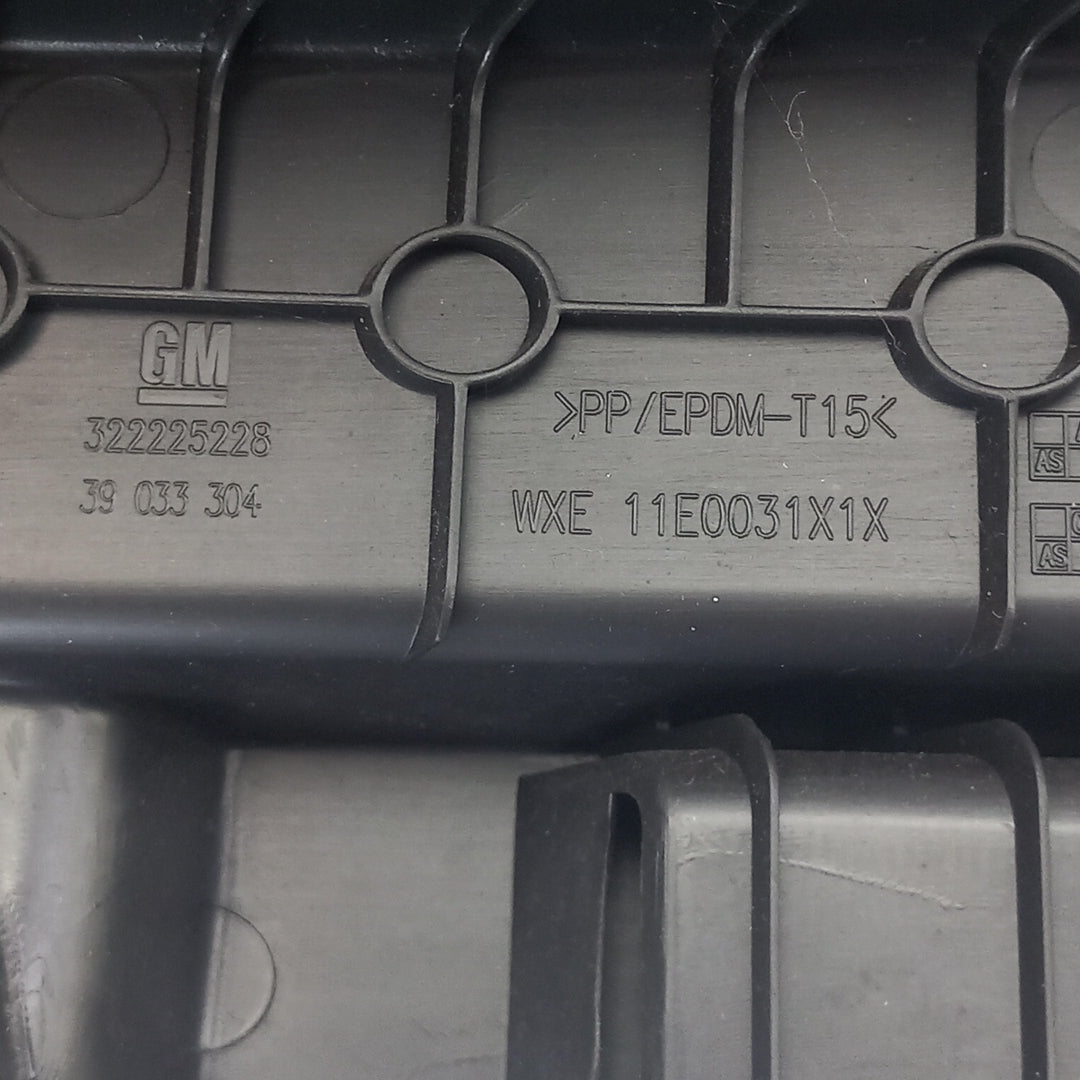 GM
322225228
39 033 304
>PP/EPDM-T15<
WXE 11E0031X1X
AS
AS